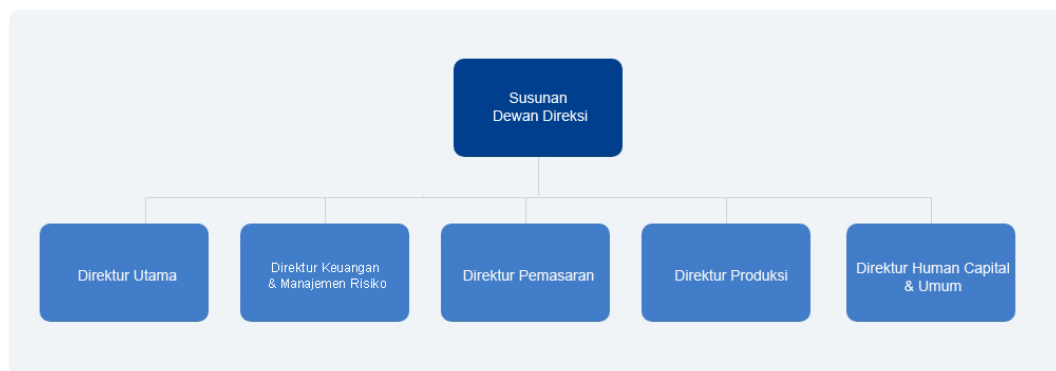 Susunan
Dewan Direksi
Direktur Utama
Direktur Keuangan
& Manajemen Risiko
Direktur Pemasaran
Direktur Produksi
Direktur Human Capital
& Umum